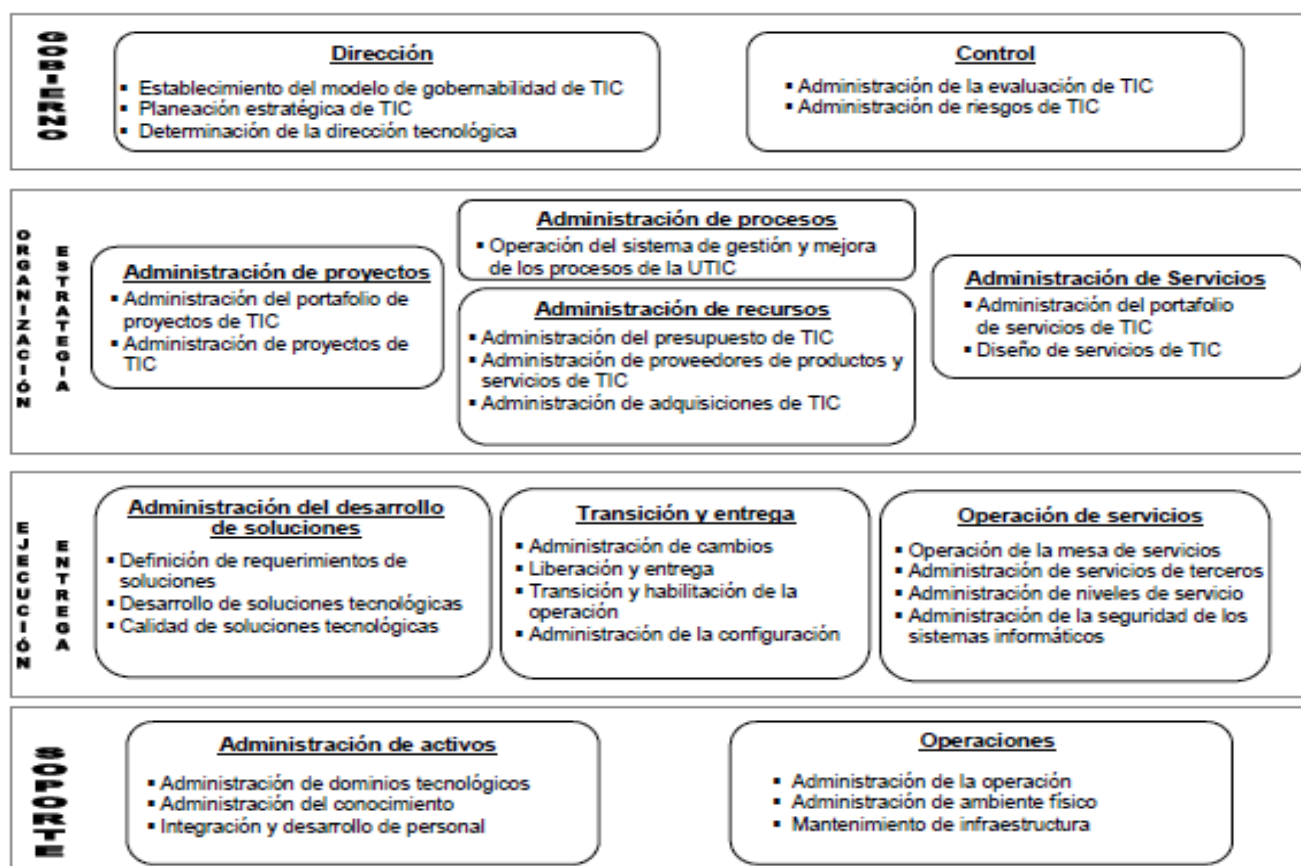 GOBIERNO
Dirección
▪ Establecimiento del modelo de gobernabilidad de TIC
▪ Planeación estratégica de TIC
▪ Determinación de la dirección tecnológica
Control
▪ Administración de la evaluación de TIC
▪ Administración de riesgos de TIC
ORGANIZACIÓN
ESTRATEGIA
Administración de proyectos
▪ Administración del portafolio de
proyectos de TIC
▪ Administración de proyectos de
TIC
Administración de procesos
▪ Operación del sistema de gestión y mejora
de los procesos de la UTIC
Administración de recursos
▪ Administración del presupuesto de TIC
▪ Administración de proveedores de productos y
servicios de TIC
▪ Administración de adquisiciones de TIC
Administración de Servicios
▪ Administración del portafolio
de servicios de TIC
▪ Diseño de servicios de TIC
EJECUCIÓN
ENTREGA
Administración del desarrollo
de soluciones
▪ Definición de requerimientos de
soluciones
▪ Desarrollo de soluciones tecnológicas
▪ Calidad de soluciones tecnológicas
Transición y entrega
▪ Administración de cambios
▪ Liberación y entrega
▪ Transición y habilitación de la
operación
▪ Administración de la configuración
Operación de servicios
▪ Operación de la mesa de servicios
▪ Administración de servicios de terceros
▪ Administración de niveles de servicio
▪ Administración de la seguridad de los
sistemas informáticos
SOPORTE
Administración de activos
▪ Administración de dominios tecnológicos
▪ Administración del conocimiento
▪ Integración y desarrollo de personal
Operaciones
▪ Administración de la operación
▪ Administración de ambiente físico
▪ Mantenimiento de infraestructura